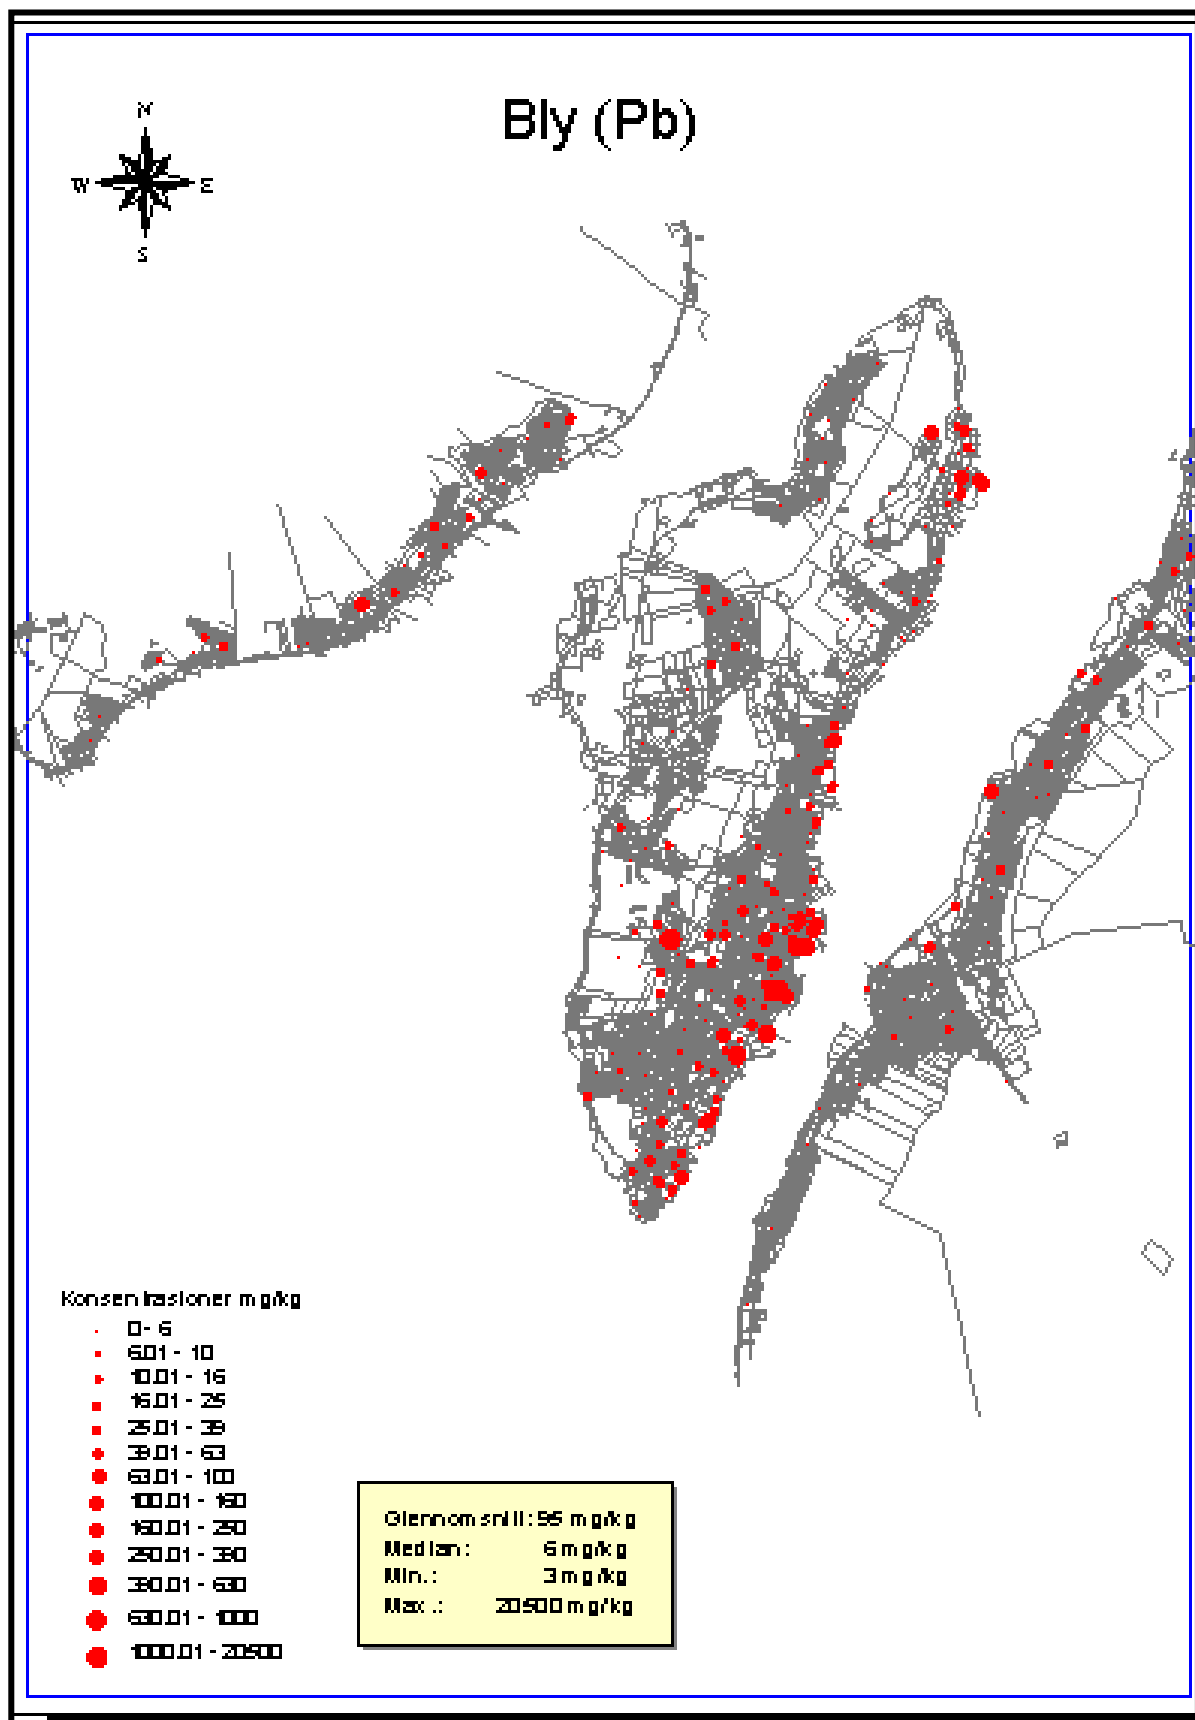 Bly (Pb)
N
W E
S
Konsentrasioner mg/kg
0 - 6
6.01 - 10
10.01 - 16
16.01 - 25
25.01 - 39
39.01 - 63
63.01 - 100
100.01 - 160
160.01 - 250
250.01 - 390
390.01 - 630
630.01 - 1000
1000.01 - 20500
Gjennomsnitt: 95 mg/kg
Median: 6 mg/kg
Min.: 3 mg/kg
Max.: 20500 mg/kg